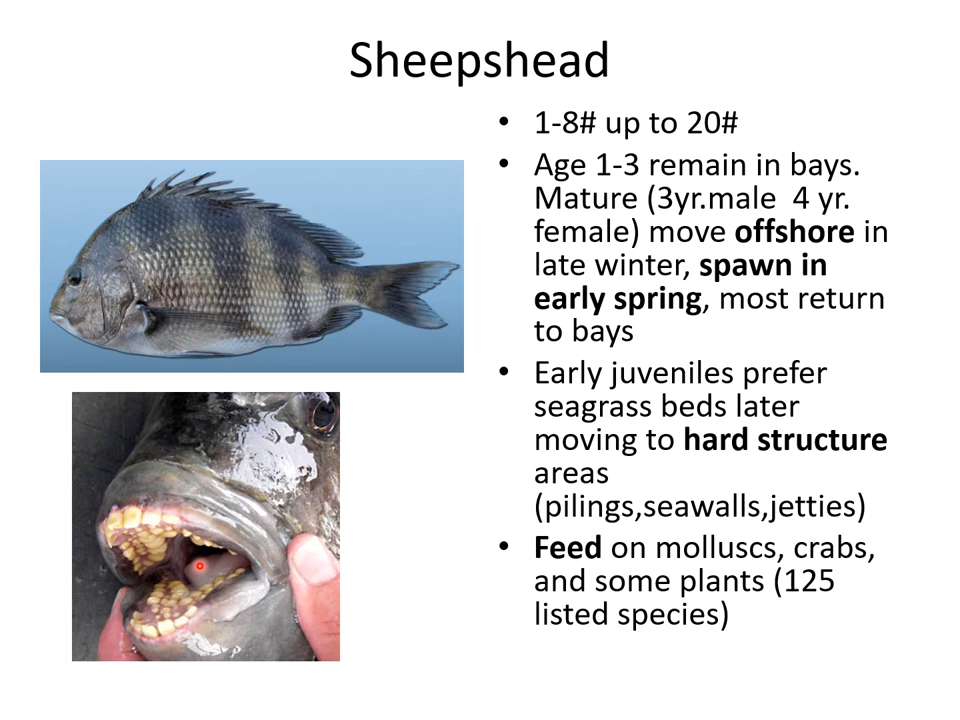 Sheepshead
• 1-8# up to 20#
• Age 1-3 remain in bays.
Mature (3yr.male  4 yr.
female) move offshore in
late winter, spawn in
early spring, most return
to bays
• Early juveniles prefer
seagrass beds later
moving to hard structure
areas
(pilings,seawalls,jetties)
• Feed on molluscs, crabs,
and some plants (125
listed species)